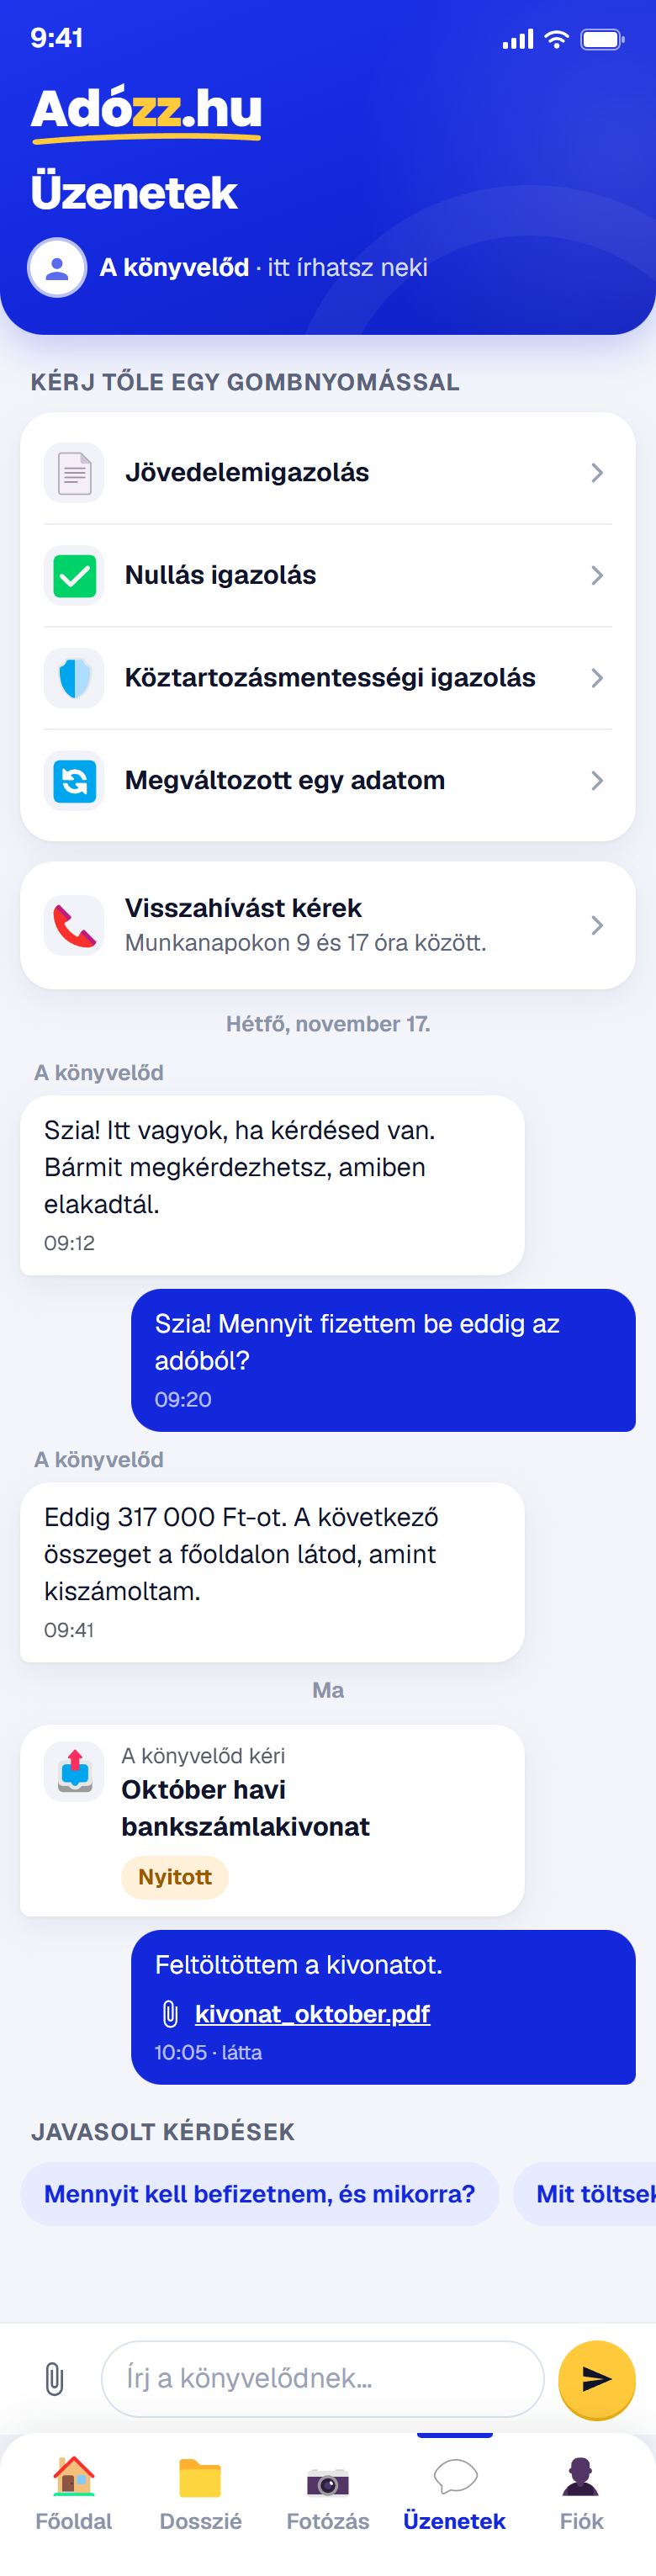 9:41
Adózz.hu
Üzenetek
A könyvelőd · itt írhatsz neki
KÉRJ TŐLE EGY GOMBNYOMÁSSAL
Jövedelemigazolás
Nullás igazolás
Köztartozásmentességi igazolás
Megváltozott egy adatom
Visszahívást kérek
Munkanapokon 9 és 17 óra között.
Hétfő, november 17.
A könyvelőd
Szia! Itt vagyok, ha kérdésed van.
Bármit megkérdezhetsz, amiben
elakadtál.
09:12
Szia! Mennyit fizettem be eddig az
adóból?
09:20
A könyvelőd
Eddig 317 000 Ft-ot. A következő
összeget a főoldalon látod, amint
kiszámoltam.
09:41
Ma
A könyvelőd kéri
Október havi
bankszámlakivonat
Nyitott
Feltöltöttem a kivonatot.
kivonat_oktober.pdf
10:05 · látta
JAVASOLT KÉRDÉSEK
Mennyit kell befizetnem, és mikorra?
Mit töltsek
Írj a könyvelődnek...
Főoldal
Dosszié
Fotózás
Üzenetek
Fiók